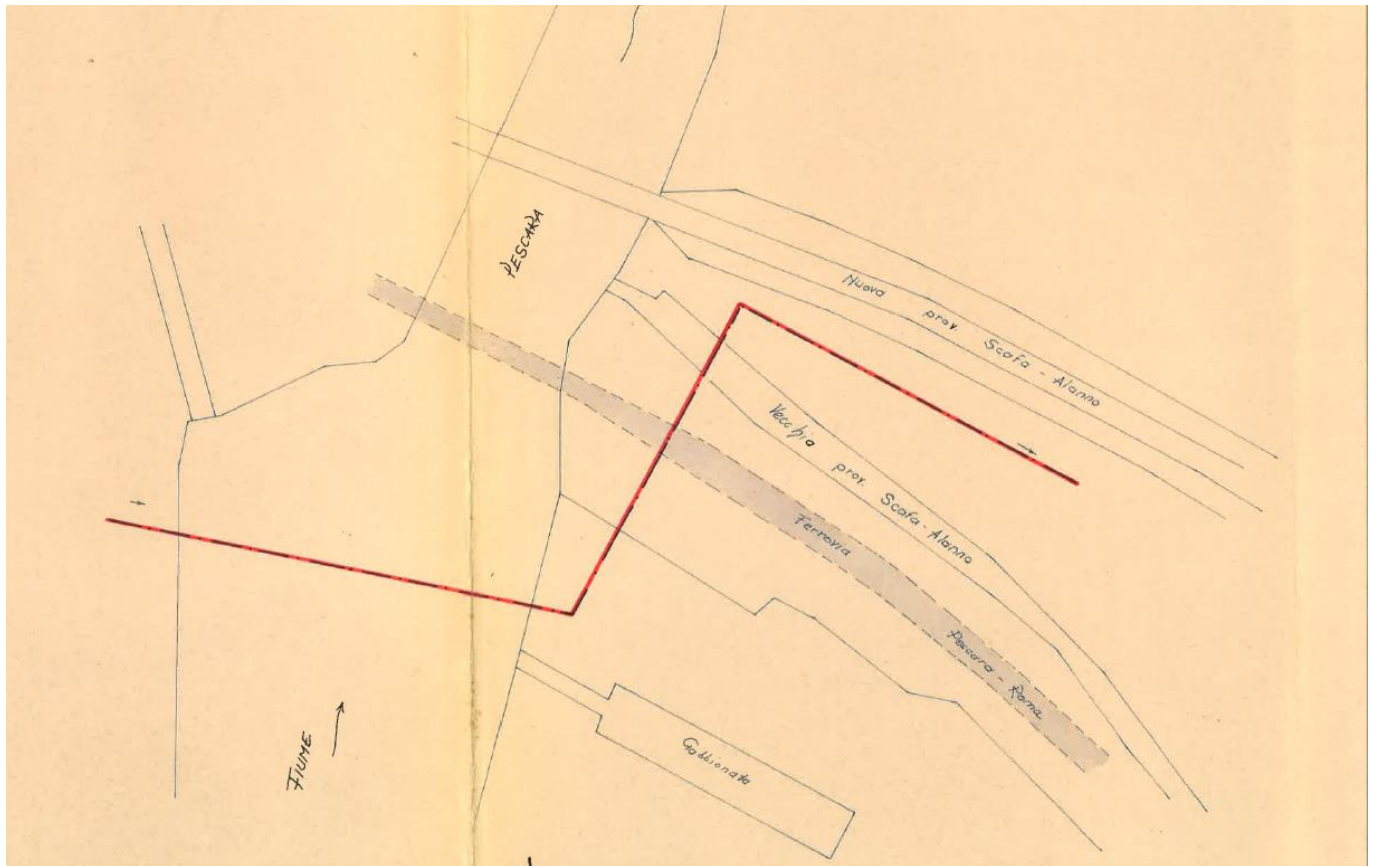 PESCARA
Nuova prov. Scafa - Alanno
Vecchia prov. Scafa - Alanno
Ferrovia Pescara - Roma
FIUME
Gabbionata